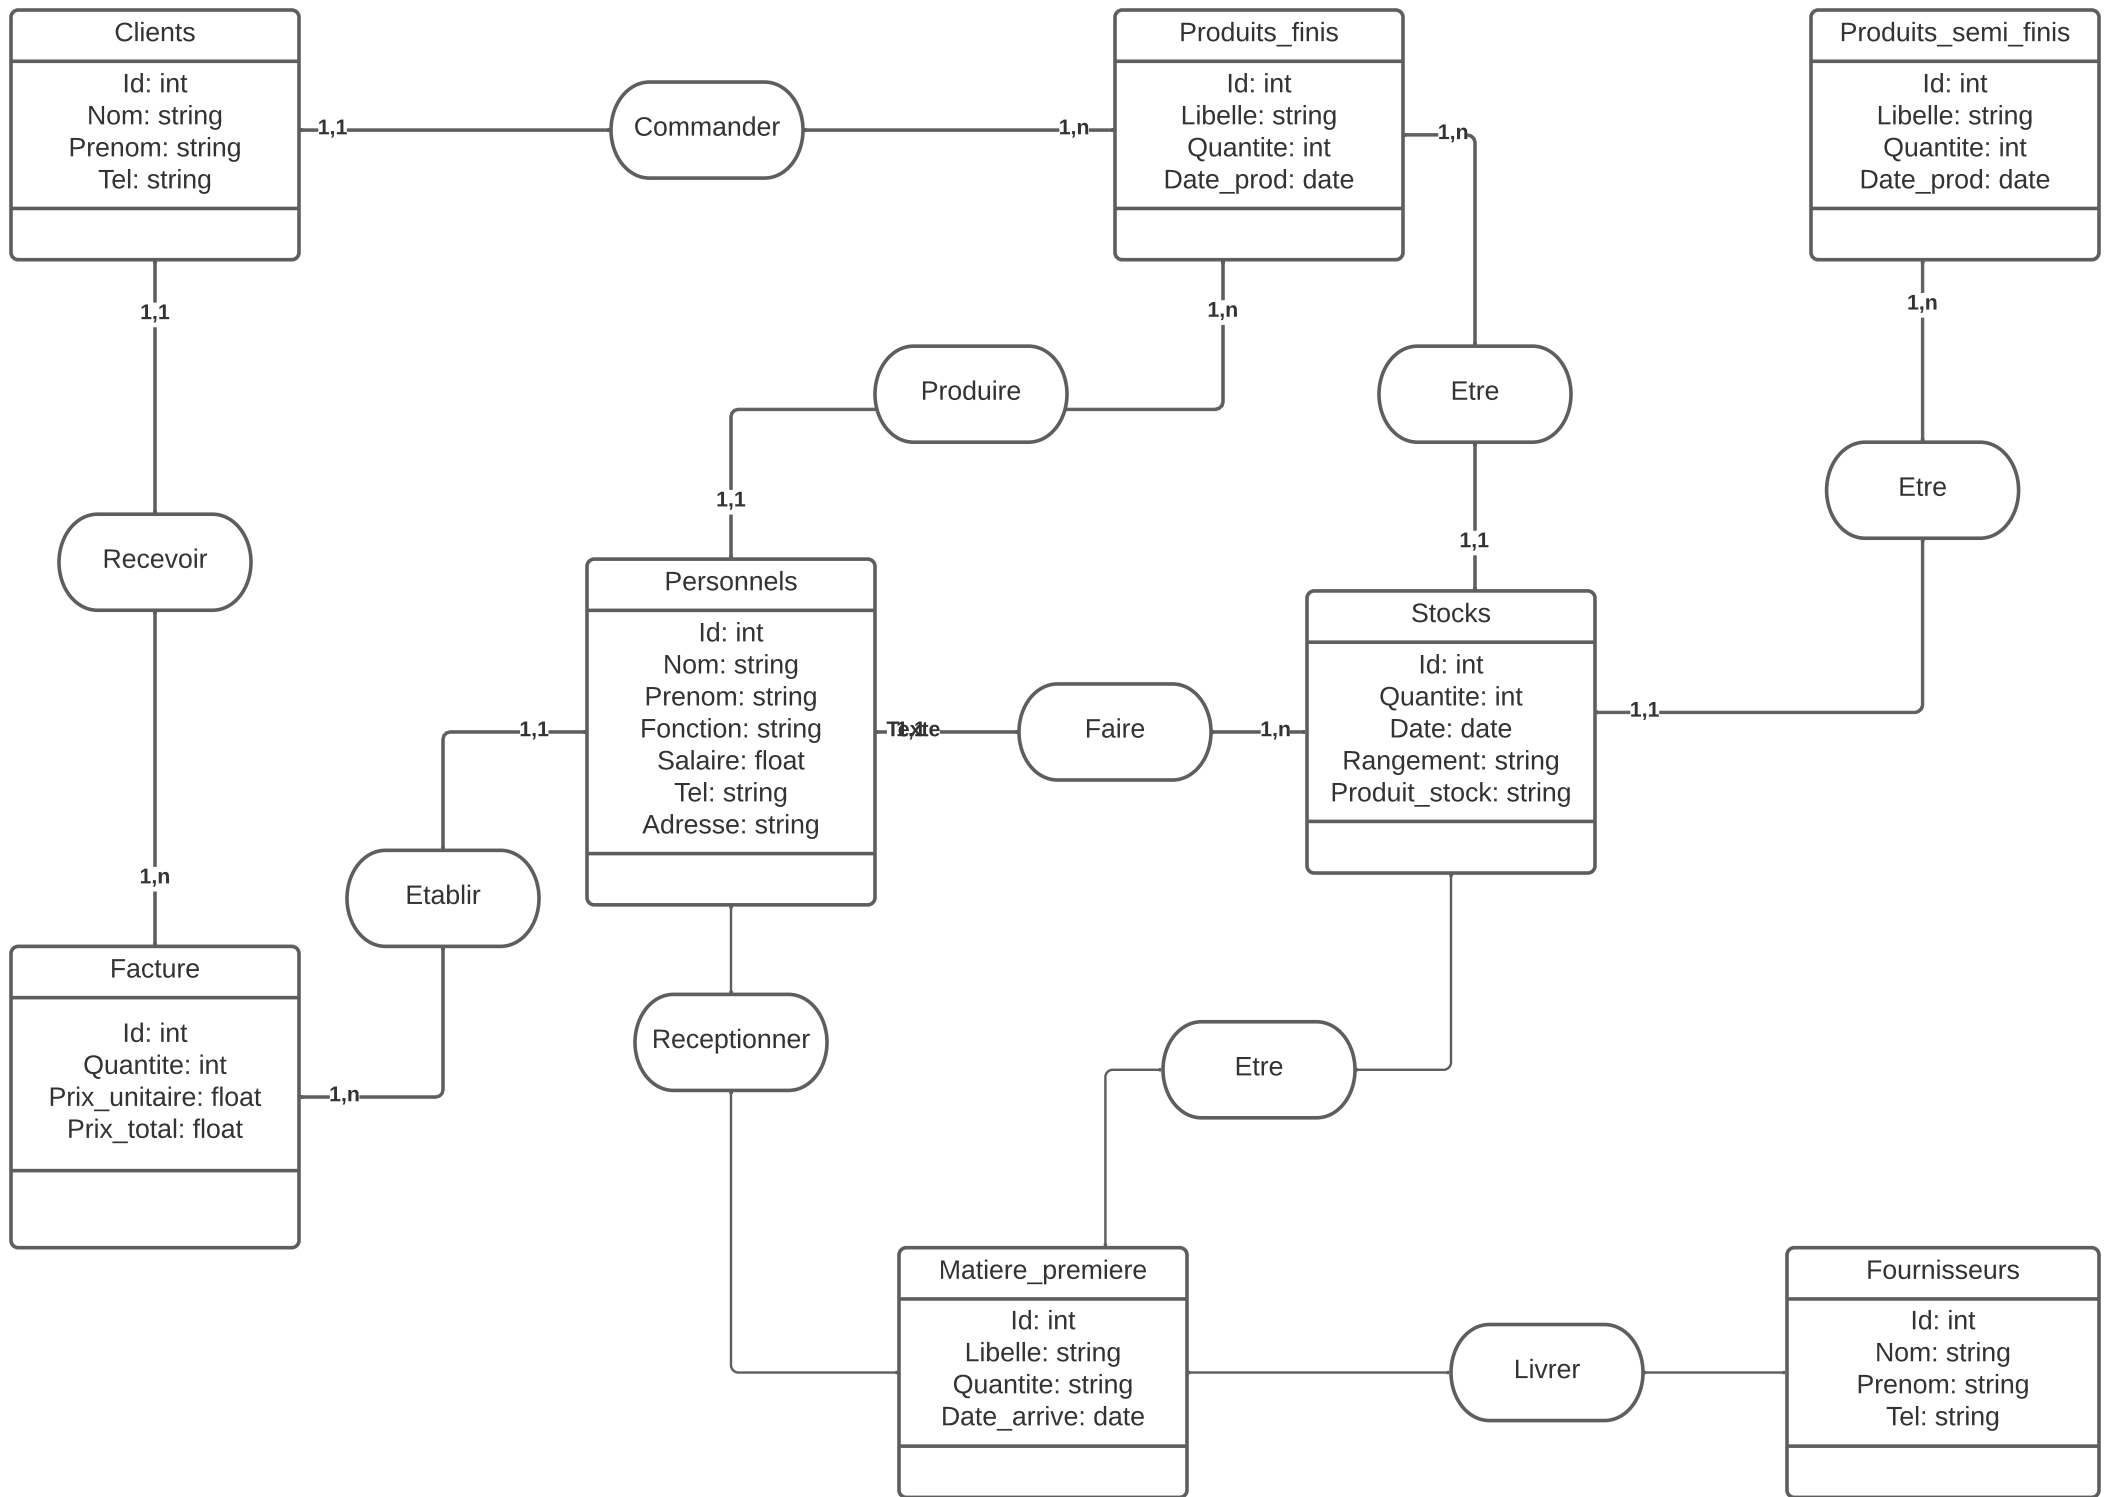 Clients
Id: int
Nom: string
Prenom: string
Tel: string
1,1
Commander
1,n
Produits_finis
Id: int
Libelle: string
Quantite: int
Date_prod: date
1,n
Produits_semi_finis
Id: int
Libelle: string
Quantite: int
Date_prod: date
1,1
1,n
1,n
Produire
Etre
Etre
1,1
1,1
Recevoir
Personnels
Id: int
Nom: string
Prenom: string
Fonction: string
Salaire: float
Tel: string
Adresse: string
1,1
Texte
1,1
Faire
1,n
Stocks
Id: int
Quantite: int
Date: date
Rangement: string
Produit_stock: string
1,1
1,n
Etablir
Facture
Id: int
Quantite: int
Prix_unitaire: float
Prix_total: float
1,n
Receptionner
Etre
Matiere_premiere
Id: int
Libelle: string
Quantite: string
Date_arrive: date
Livrer
Fournisseurs
Id: int
Nom: string
Prenom: string
Tel: string